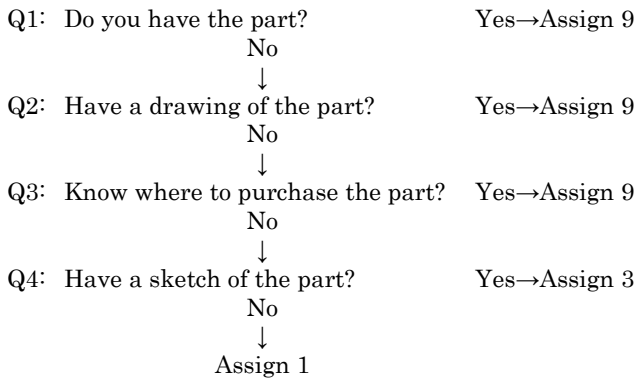 Q1: Do you have the part? Yes→Assign 9
No
↓
Q2: Have a drawing of the part? Yes→Assign 9
No
↓
Q3: Know where to purchase the part? Yes→Assign 9
No
↓
Q4: Have a sketch of the part? Yes→Assign 3
No
↓
Assign 1